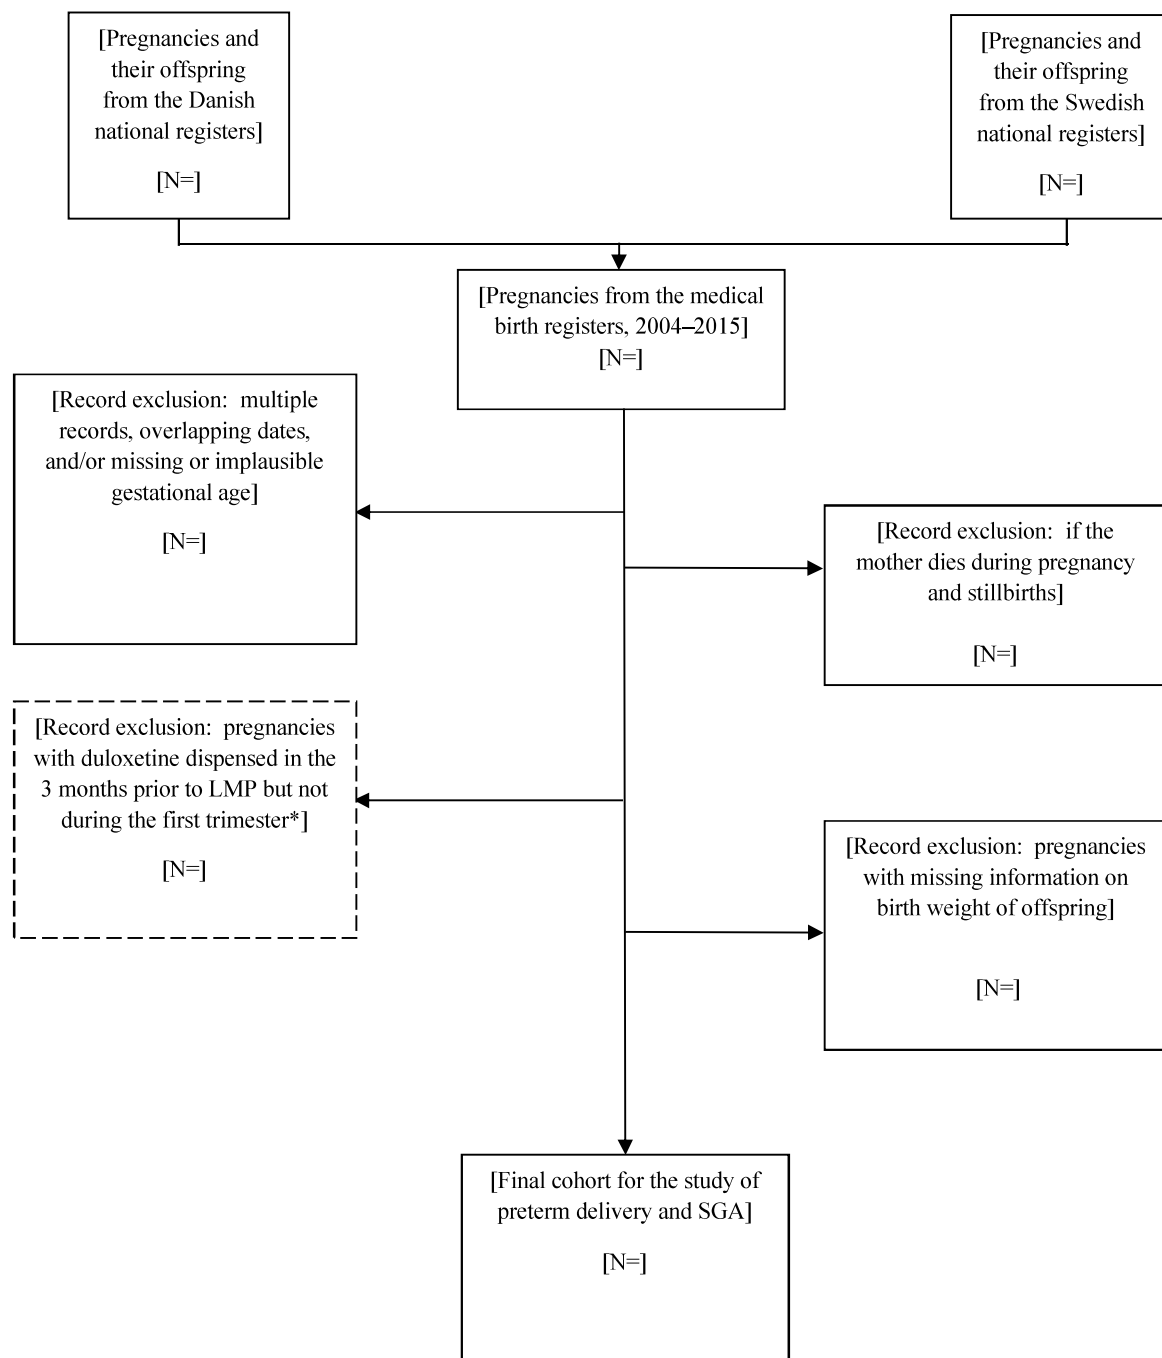 [Pregnancies and
their offspring
from the Danish
national registers]
[N=]
[Pregnancies and
their offspring
from the Swedish
national registers]
[N=]
[Pregnancies from the medical
birth registers, 2004–2015]
[N=]
[Record exclusion:  multiple
records, overlapping dates,
and/or missing or implausible
gestational age]
[N=]
[Record exclusion:  if the
mother dies during pregnancy
and stillbirths]
[N=]
[Record exclusion:  pregnancies
with duloxetine dispensed in the
3 months prior to LMP but not
during the first trimester*]
[N=]
[Record exclusion:  pregnancies
with missing information on
birth weight of offspring]
[N=]
[Final cohort for the study of
preterm delivery and SGA]
[N=]